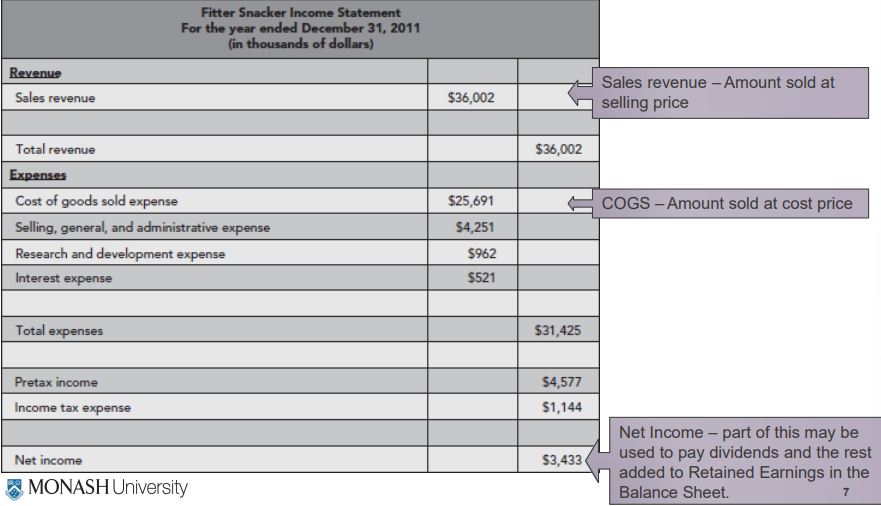 Fitter Snacker Income Statement
For the year ended December 31, 2011
(in thousands of dollars)
Revenue
Sales revenue $36,002
Sales revenue – Amount sold at
selling price
Total revenue $36,002
Expenses
Cost of goods sold expense $25,691
COGS – Amount sold at cost price
Selling, general, and administrative expense $4,251
Research and development expense $962
Interest expense $521
Total expenses $31,425
Pretax income $4,577
Income tax expense $1,144
Net income $3,433
Net Income – part of this may be
used to pay dividends and the rest
added to Retained Earnings in the
Balance Sheet.
MONASH University
7